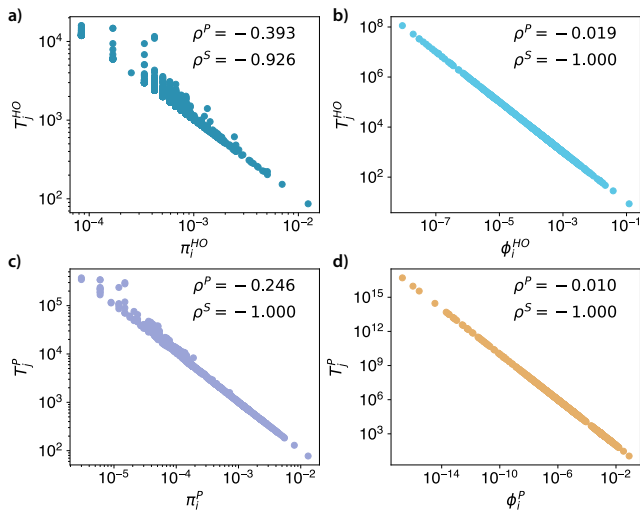 a)
ρ^P = −0.393
ρ^S = −0.926
10^4
10^3
10^2
T_j^{HO}
10^{-4}
10^{-3}
10^{-2}
π_i^{HO}
b)
ρ^P = −0.019
ρ^S = −1.000
10^8
10^6
10^4
10^2
T_j^{HO}
10^{-7}
10^{-5}
10^{-3}
10^{-1}
ϕ_i^{HO}
c)
ρ^P = −0.246
ρ^S = −1.000
10^5
10^4
10^3
10^2
T_j^P
10^{-5}
10^{-4}
10^{-3}
10^{-2}
π_i^P
d)
ρ^P = −0.010
ρ^S = −1.000
10^{15}
10^{12}
10^9
10^6
10^3
T_j^P
10^{-14}
10^{-10}
10^{-6}
10^{-2}
ϕ_i^P